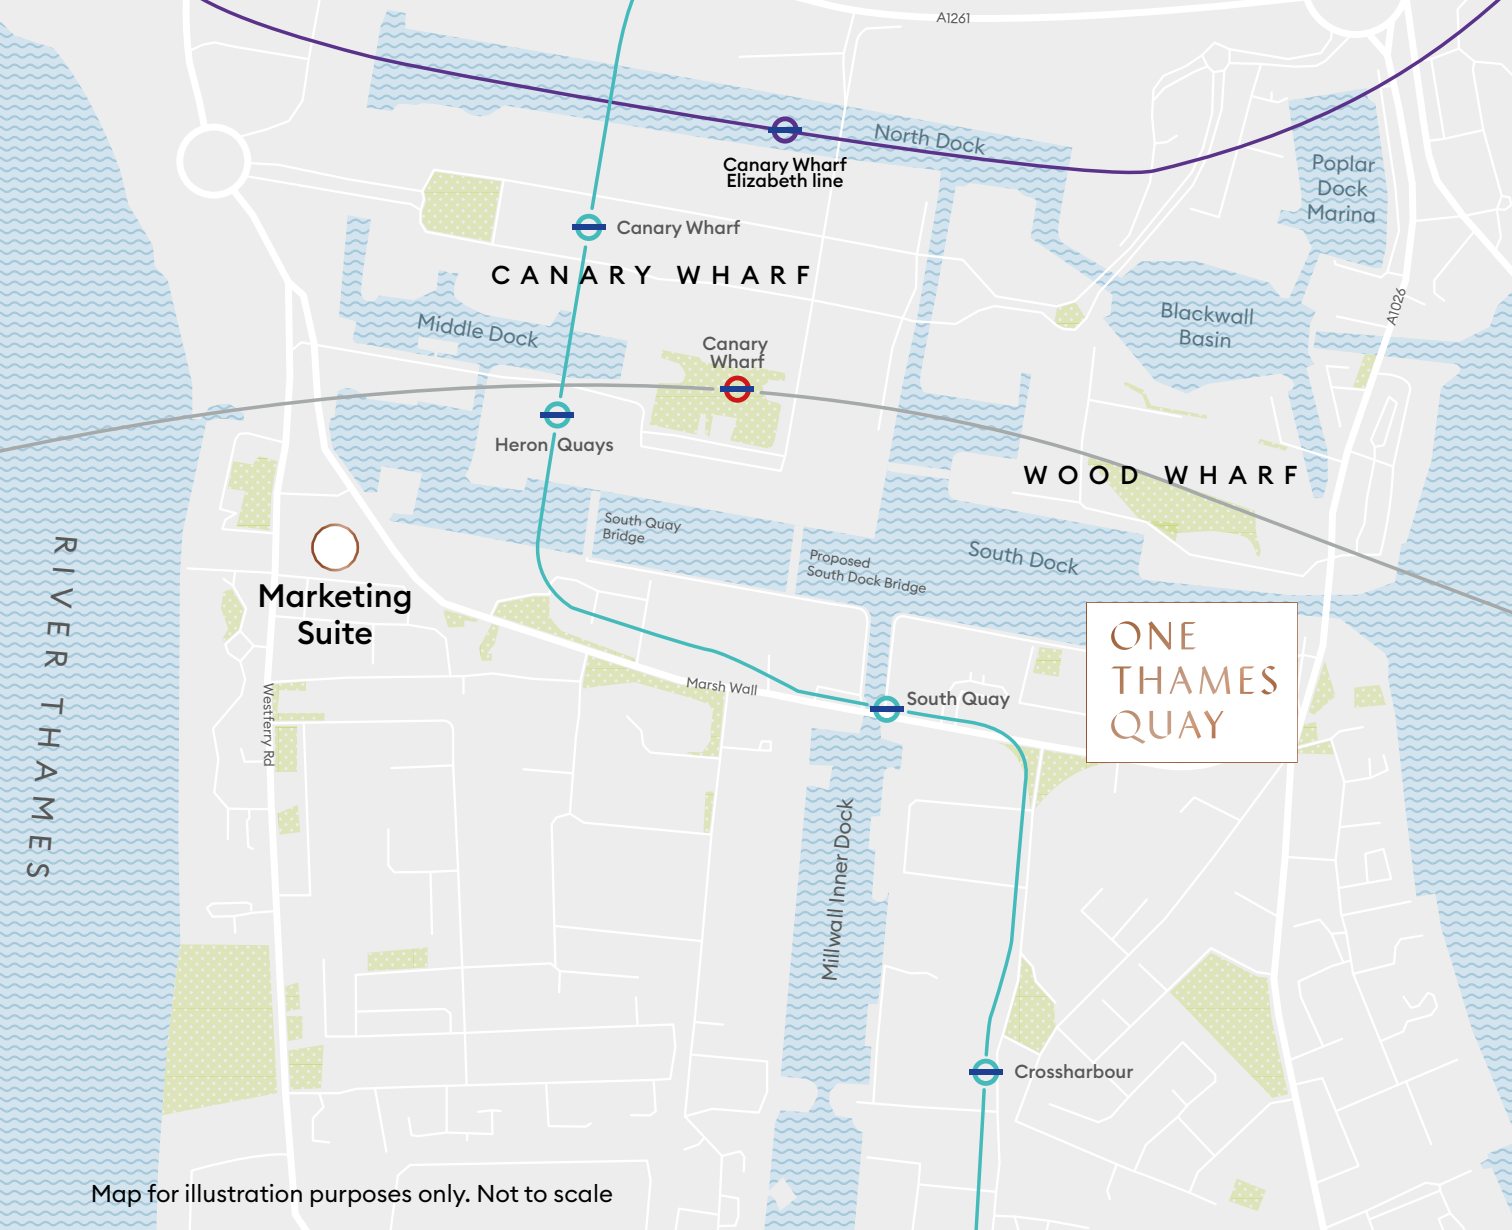 A1261
North Dock
Canary Wharf
Elizabeth line
Poplar
Dock
Marina
Canary Wharf
CANARY WHARF
Blackwall
Basin
A1026
Middle Dock
Canary
Wharf
Heron Quays
WOOD WHARF
South Quay
Bridge
Proposed
South Dock Bridge
South Dock
RIVER THAMES
Marketing
Suite
ONE
THAMES
QUAY
Marsh Wall
South Quay
Westferry Rd
Millwall Inner Dock
Crossharbour
Map for illustration purposes only. Not to scale